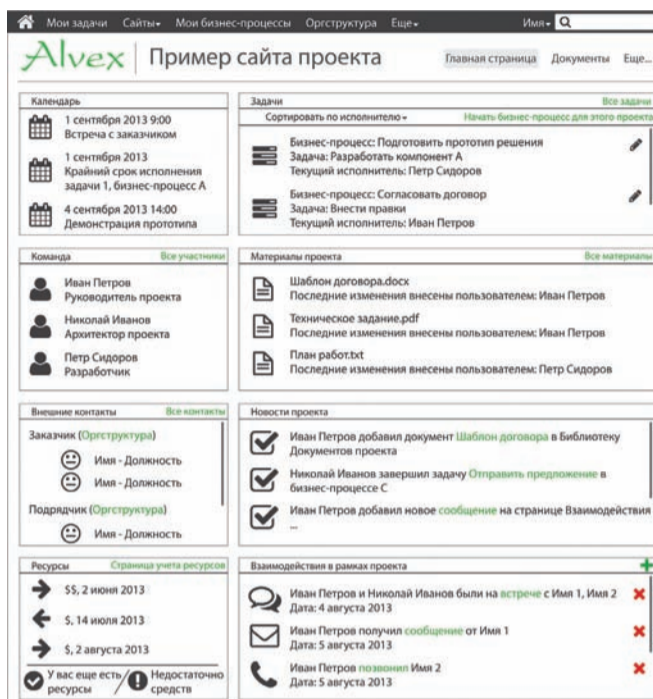 Мои задачи Сайты Мои бизнес-процессы Оргструктура Еще Имя
Alvex Пример сайта проекта Главная страница Документы Еще...
Календарь
1 сентября 2013 9:00
Встреча с заказчиком
1 сентября 2013
Крайний срок исполнения
задачи 1, бизнес-процесс А
4 сентября 2013 14:00
Демонстрация прототипа
Задачи Все задачи
Сортировать по исполнителю Начать бизнес-процесс для этого проекта
Бизнес-процесс: Подготовить прототип решения
Задача: Разработать компонент А
Текущий исполнитель: Петр Сидоров
Бизнес-процесс: Согласовать договор
Задача: Внести правки
Текущий исполнитель: Иван Петров
Команда Все участники
Иван Петров
Руководитель проекта
Николай Иванов
Архитектор проекта
Петр Сидоров
Разработчик
Материалы проекта Все материалы
Шаблон договора.docx
Последние изменения внесены пользователем: Иван Петров
Техническое задание.pdf
Последние изменения внесены пользователем: Иван Петров
План работ.txt
Последние изменения внесены пользователем: Петр Сидоров
Внешние контакты Все контакты
Заказчик (Оргструктура)
Имя - Должность
Имя - Должность
Подрядчик (Оргструктура)
Имя - Должность
Новости проекта
Иван Петров добавил документ Шаблон договора в Библиотеку
Документов проекта
Николай Иванов завершил задачу Отправить предложение в
бизнес-процессе С
Иван Петров добавил новое сообщение на странице Взаимодействия
...
Ресурсы Страница учета ресурсов
$$, 2 июня 2013
$, 14 июля 2013
$, 2 августа 2013
У вас еще есть / Недостаточно
ресурсы средств
Взаимодействия в рамках проекта
Иван Петров и Николай Иванов были на встрече с Имя 1, Имя 2
Дата: 4 августа 2013
Иван Петров получил сообщение от Имя 1
Дата: 5 августа 2013
Иван Петров позвонил Имя 2
Дата: 5 августа 2013